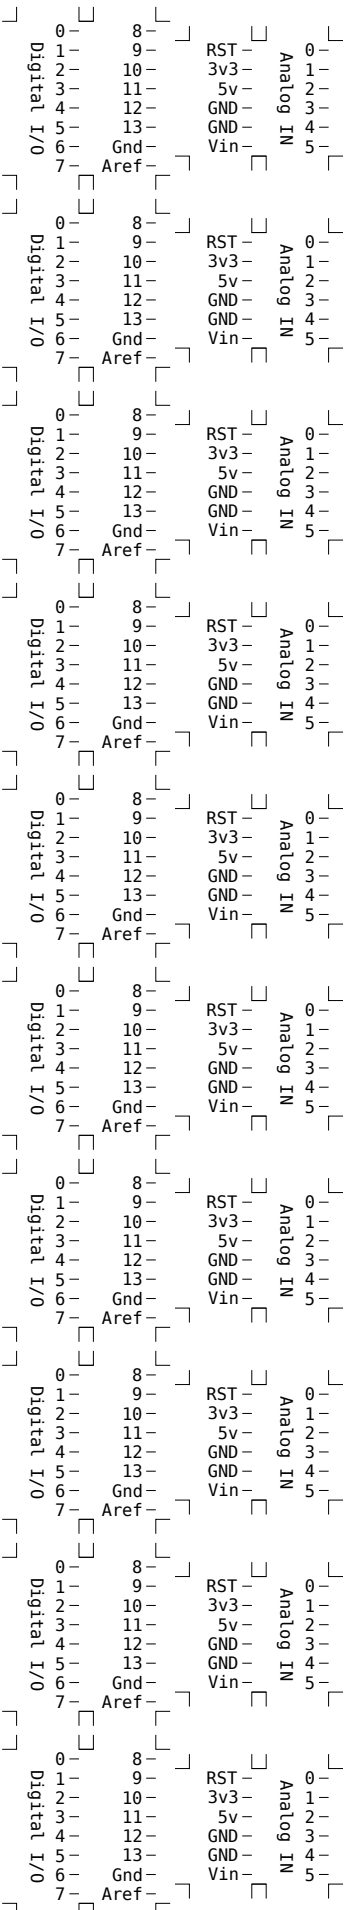 Digital I/O Analog IN
0 8
1 9 RST 0
2 10 3v3 1
3 11 5v 2
4 12 GND 3
5 13 GND 4
6 Gnd Vin 5
7 Aref
Digital I/O Analog IN
0 8
1 9 RST 0
2 10 3v3 1
3 11 5v 2
4 12 GND 3
5 13 GND 4
6 Gnd Vin 5
7 Aref
Digital I/O Analog IN
0 8
1 9 RST 0
2 10 3v3 1
3 11 5v 2
4 12 GND 3
5 13 GND 4
6 Gnd Vin 5
7 Aref
Digital I/O Analog IN
0 8
1 9 RST 0
2 10 3v3 1
3 11 5v 2
4 12 GND 3
5 13 GND 4
6 Gnd Vin 5
7 Aref
Digital I/O Analog IN
0 8
1 9 RST 0
2 10 3v3 1
3 11 5v 2
4 12 GND 3
5 13 GND 4
6 Gnd Vin 5
7 Aref
Digital I/O Analog IN
0 8
1 9 RST 0
2 10 3v3 1
3 11 5v 2
4 12 GND 3
5 13 GND 4
6 Gnd Vin 5
7 Aref
Digital I/O Analog IN
0 8
1 9 RST 0
2 10 3v3 1
3 11 5v 2
4 12 GND 3
5 13 GND 4
6 Gnd Vin 5
7 Aref
Digital I/O Analog IN
0 8
1 9 RST 0
2 10 3v3 1
3 11 5v 2
4 12 GND 3
5 13 GND 4
6 Gnd Vin 5
7 Aref
Digital I/O Analog IN
0 8
1 9 RST 0
2 10 3v3 1
3 11 5v 2
4 12 GND 3
5 13 GND 4
6 Gnd Vin 5
7 Aref
Digital I/O Analog IN
0 8
1 9 RST 0
2 10 3v3 1
3 11 5v 2
4 12 GND 3
5 13 GND 4
6 Gnd Vin 5
7 Aref